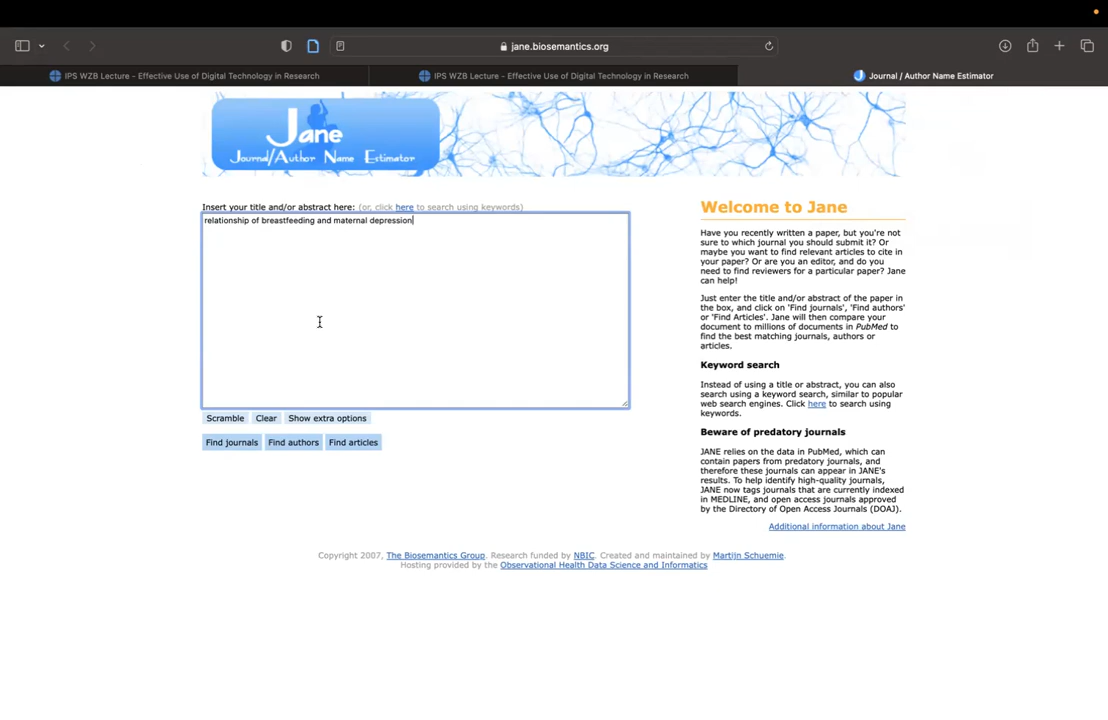 jane.biosemantics.org
IPS WZB Lecture - Effective Use of Digital Technology in Research
IPS WZB Lecture - Effective Use of Digital Technology in Research
Journal / Author Name Estimator
Jane
Journal/Author Name Estimator
Insert your title and/or abstract here: (or, click here to search using keywords)
relationship of breastfeeding and maternal depression
Scramble Clear Show extra options
Find journals Find authors Find articles
Welcome to Jane
Have you recently written a paper, but you're not
sure to which journal you should submit it? Or
maybe you want to find relevant articles to cite in
your paper? Or are you an editor, and do you
need to find reviewers for a particular paper? Jane
can help!
Just enter the title and/or abstract of the paper in
the box, and click on 'Find journals', 'Find authors'
or 'Find Articles'. Jane will then compare your
document to millions of documents in PubMed to
find the best matching journals, authors or
articles.
Keyword search
Instead of using a title or abstract, you can also
search using a keyword search, similar to popular
web search engines. Click here to search using
keywords.
Beware of predatory journals
JANE relies on the data in PubMed, which can
contain papers from predatory journals, and
therefore these journals can appear in JANE's
results. To help identify high-quality journals,
JANE now tags journals that are currently indexed
in MEDLINE, and open access journals approved
by the Directory of Open Access Journals (DOAJ).
Additional information about Jane
Copyright 2007, The Biosemantics Group. Research funded by NBIC. Created and maintained by Martijn Schuemie.
Hosting provided by the Observational Health Data Science and Informatics